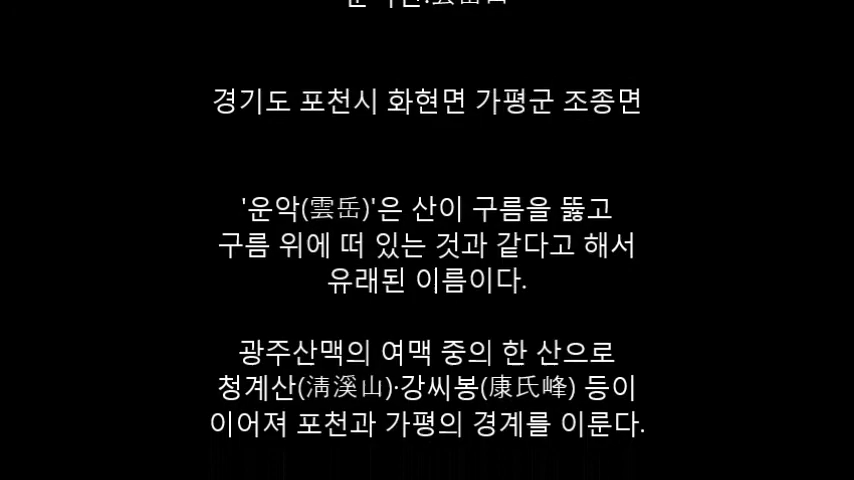 경기도 포천시 화현면 가평군 조종면
'운악(雲岳)'은 산이 구름을 뚫고
구름 위에 떠 있는 것과 같다고 해서
유래된 이름이다.
광주산맥의 여맥 중의 한 산으로
청계산(淸溪山)·강씨봉(康氏峰) 등이
이어져 포천과 가평의 경계를 이룬다.